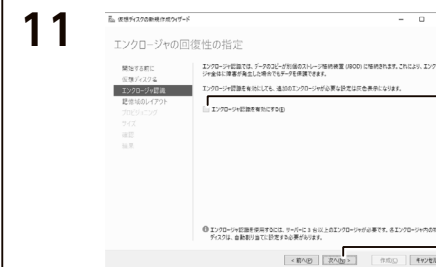 11
仮想ディスクの新規作成ウィザード
エンクロージャの回復性の指定
開始する前に
仮想ディスク名
エンクロージャ認識
記憶域のレイアウト
プロビジョニング
サイズ
確認
結果
エンクロージャ認識では、データのコピーが別個のストレージ格納装置 (JBOD) に格納されます。これにより、エンク
ジャ全体に障害が発生した場合でもデータを保護できます。
エンクロージャ認識を有効にしても、追加のエンクロージャが必要な設定は灰色表示になります。
エンクロージャ認識を有効にする(E)
エンクロージャ認識を使用するには、サーバーに 3 台以上のエンクロージャが必要です。各エンクロージャ内の物
ディスクは、自動割り当てに設定する必要があります。
< 前へ(P)
次へ(N) >
作成(C)
キャンセル